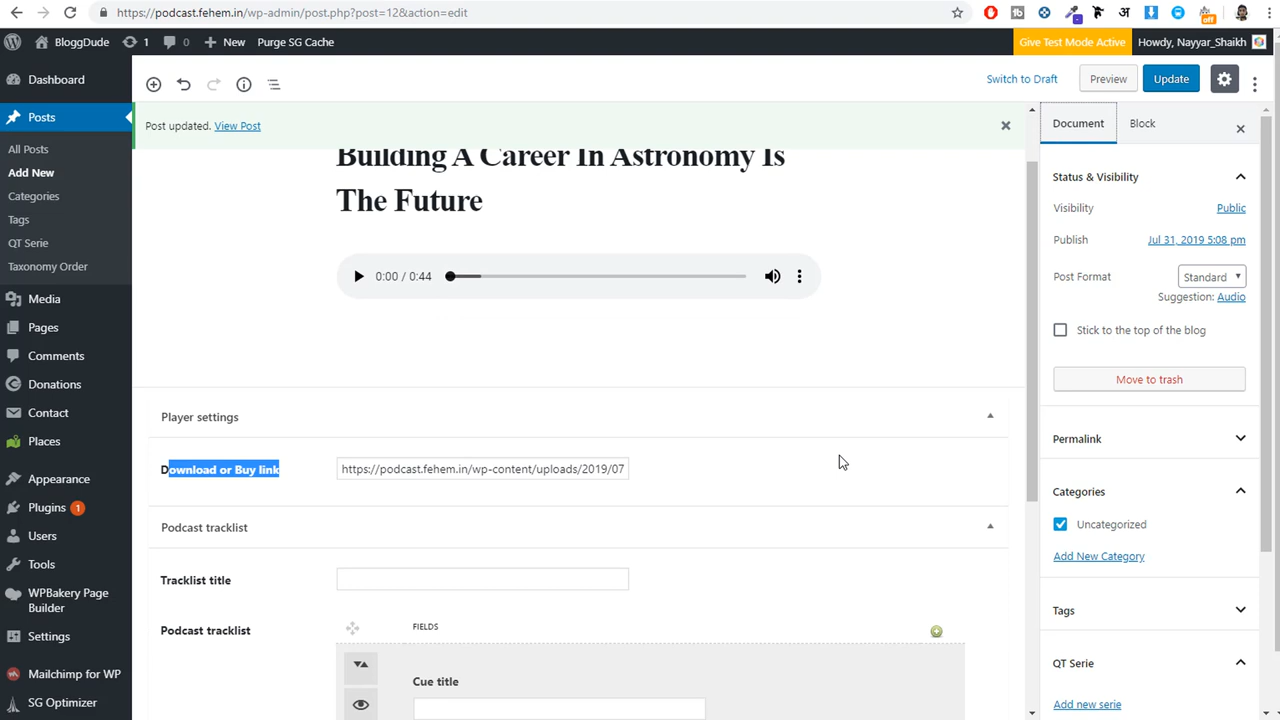 https://podcast.fehem.in/wp-admin/post.php?post=12&action=edit
अ
off
BloggDude
1
0
New
Purge SG Cache
Give Test Mode Active
Howdy, Nayyar_Shaikh
Dashboard
Posts
All Posts
Add New
Categories
Tags
QT Serie
Taxonomy Order
Media
Pages
Comments
Donations
Contact
Places
Appearance
Plugins 1
Users
Tools
WPBakery Page
Builder
Settings
Mailchimp for WP
SG Optimizer
Switch to Draft
Preview
Update
Post updated. View Post
Building A Career In Astronomy Is
The Future
0:00 / 0:44
Player settings
Download or Buy link
https://podcast.fehem.in/wp-content/uploads/2019/07
Podcast tracklist
Tracklist title
Podcast tracklist
FIELDS
Cue title
Document
Block
Status & Visibility
Visibility
Public
Publish
Jul 31, 2019 5:08 pm
Post Format
Standard
Suggestion: Audio
Stick to the top of the blog
Move to trash
Permalink
Categories
Uncategorized
Add New Category
Tags
QT Serie
Add new serie